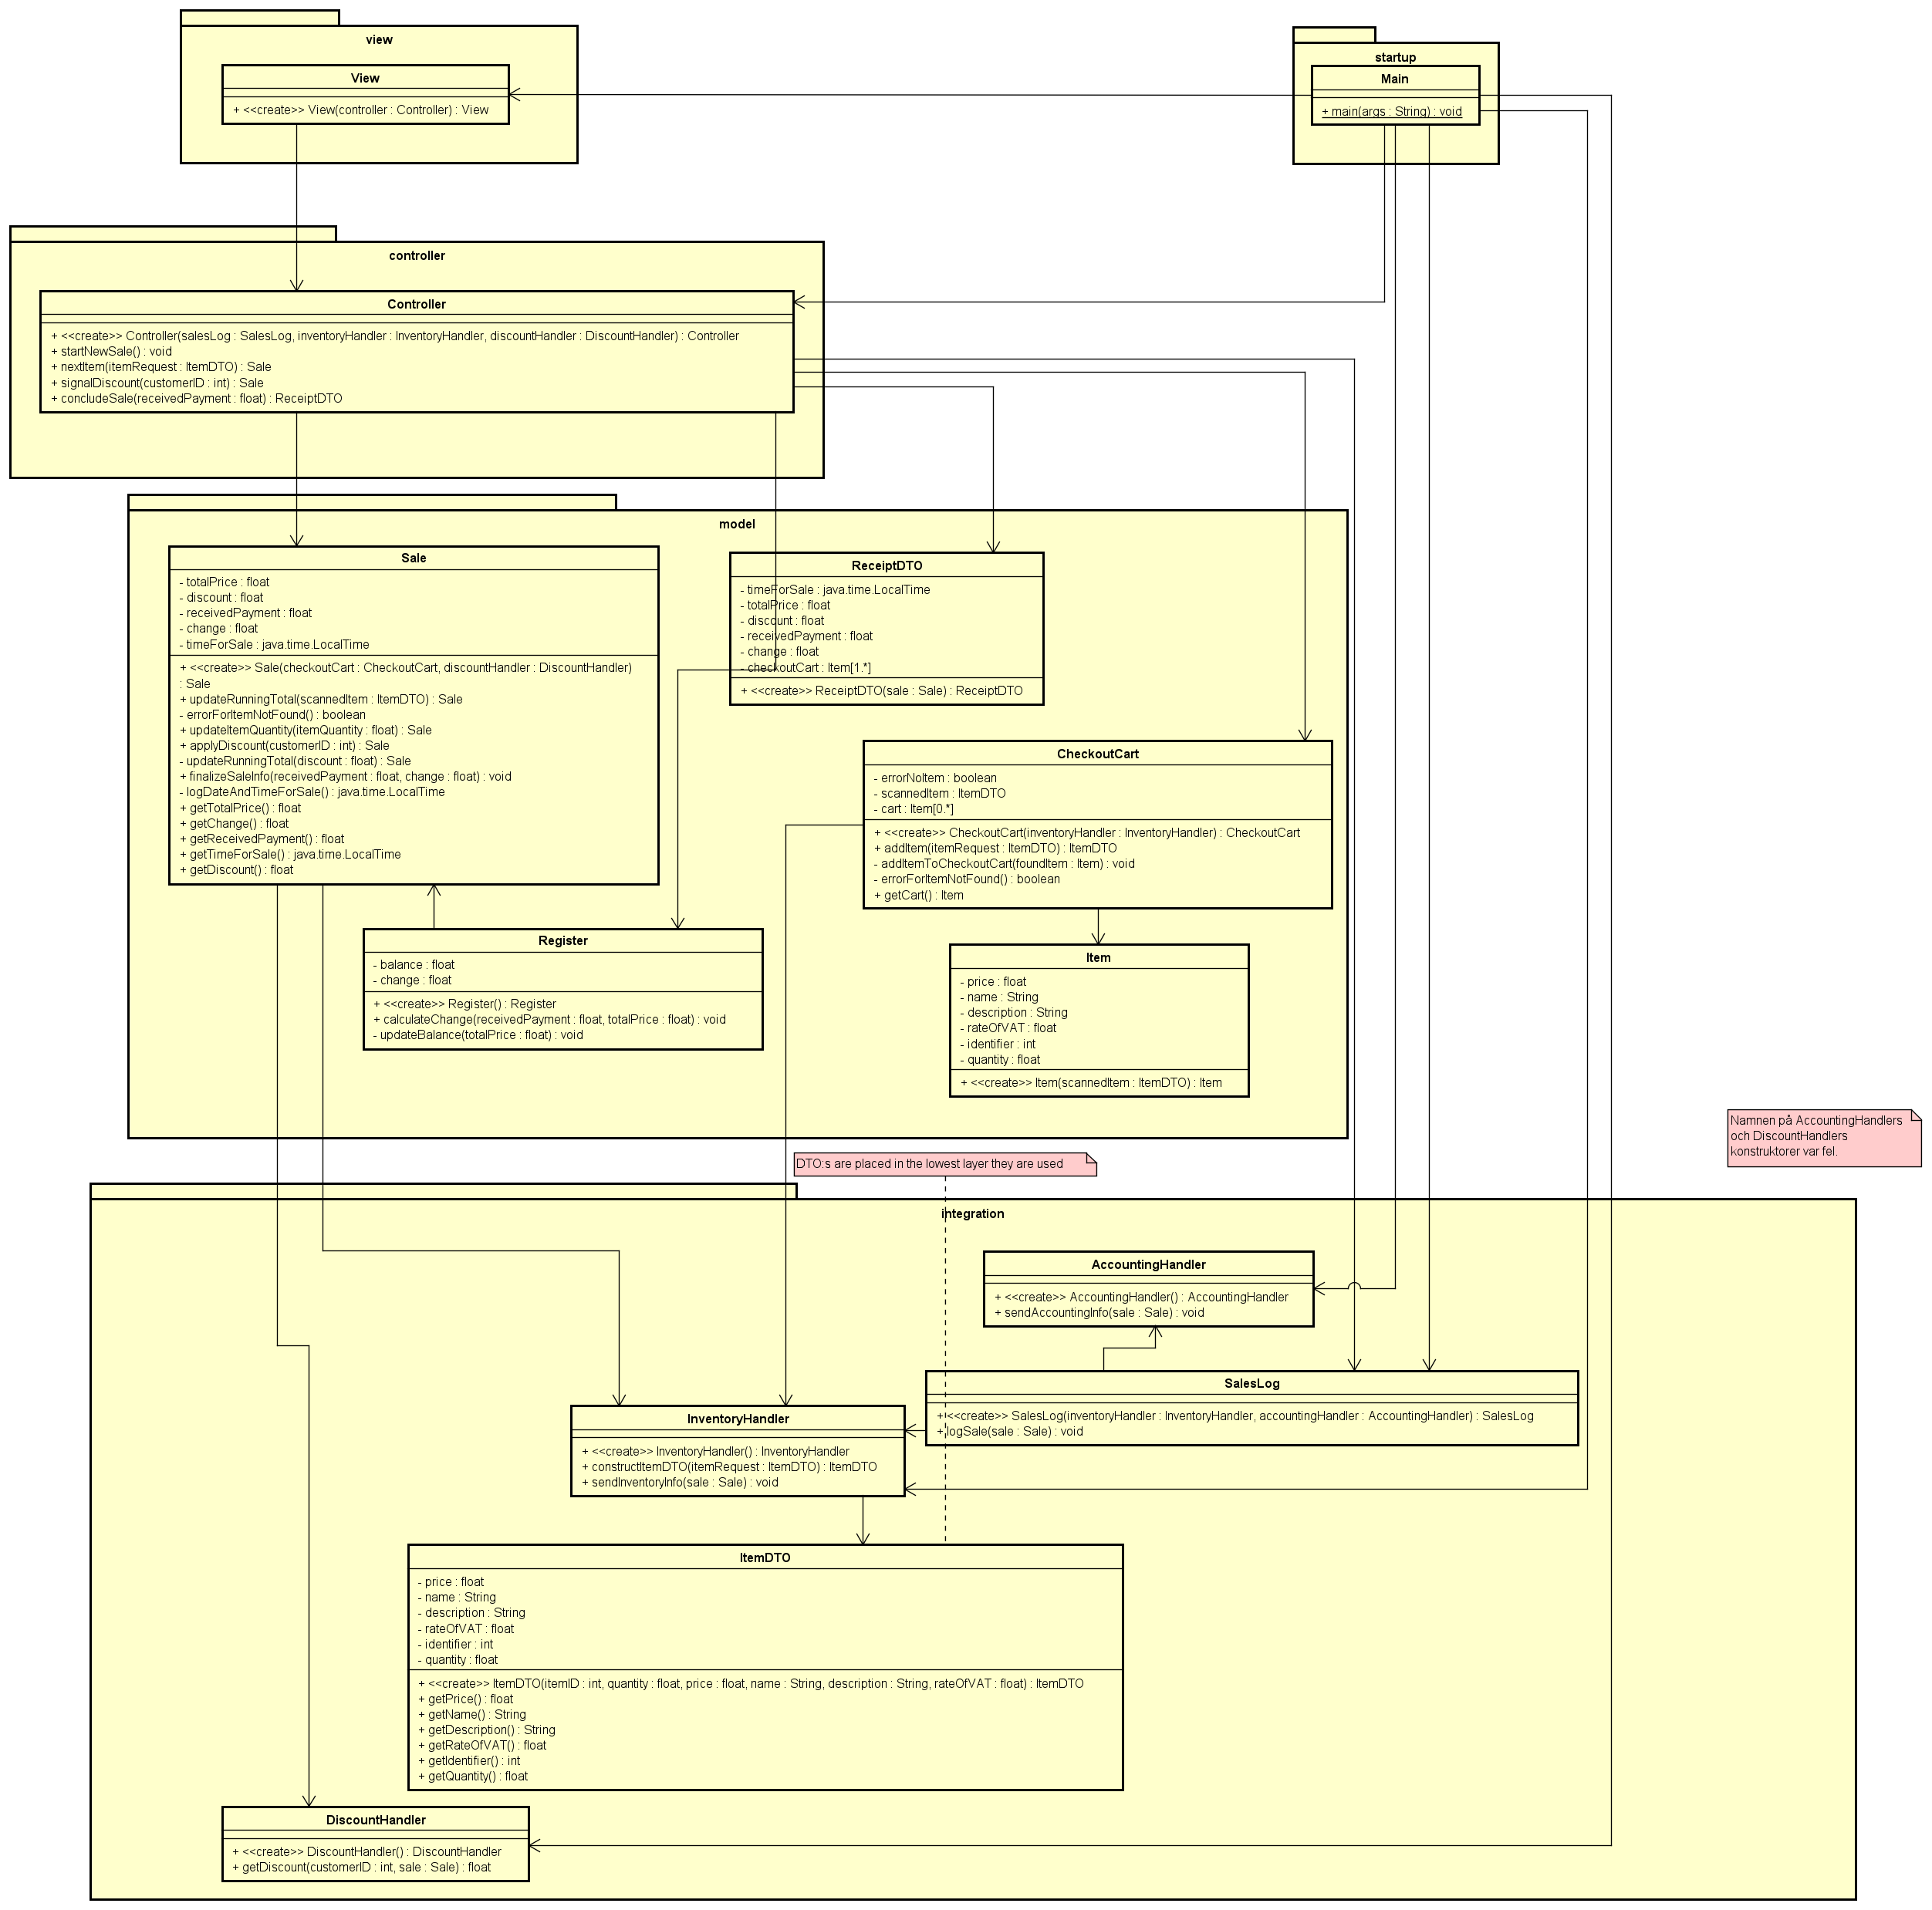 view
View
+ <<create>> View(controller : Controller) : View
startup
Main
+ main(args : String) : void
controller
Controller
+ <<create>> Controller(salesLog : SalesLog, inventoryHandler : InventoryHandler, discountHandler : DiscountHandler) : Controller
+ startNewSale() : void
+ nextItem(itemRequest : ItemDTO) : Sale
+ signalDiscount(customerID : int) : Sale
+ concludeSale(receivedPayment : float) : ReceiptDTO
model
Sale
- totalPrice : float
- discount : float
- receivedPayment : float
- change : float
- timeForSale : java.time.LocalTime
+ <<create>> Sale(checkoutCart : CheckoutCart, discountHandler : DiscountHandler)
: Sale
+ updateRunningTotal(scannedItem : ItemDTO) : Sale
- errorForItemNotFound() : boolean
+ updateItemQuantity(itemQuantity : float) : Sale
+ applyDiscount(customerID : int) : Sale
- updateRunningTotal(discount : float) : Sale
+ finalizeSaleInfo(receivedPayment : float, change : float) : void
- logDateAndTimeForSale() : java.time.LocalTime
+ getTotalPrice() : float
+ getChange() : float
+ getReceivedPayment() : float
+ getTimeForSale() : java.time.LocalTime
+ getDiscount() : float
ReceiptDTO
- timeForSale : java.time.LocalTime
- totalPrice : float
- discount : float
- receivedPayment : float
- change : float
- checkoutCart : Item[1.*]
+ <<create>> ReceiptDTO(sale : Sale) : ReceiptDTO
CheckoutCart
- errorNoItem : boolean
- scannedItem : ItemDTO
- cart : Item[0.*]
+ <<create>> CheckoutCart(inventoryHandler : InventoryHandler) : CheckoutCart
+ addItem(itemRequest : ItemDTO) : ItemDTO
- addItemToCheckoutCart(foundItem : Item) : void
- errorForItemNotFound() : boolean
+ getCart() : Item
Register
- balance : float
- change : float
+ <<create>> Register() : Register
+ calculateChange(receivedPayment : float, totalPrice : float) : void
- updateBalance(totalPrice : float) : void
Item
- price : float
- name : String
- description : String
- rateOfVAT : float
- identifier : int
- quantity : float
+ <<create>> Item(scannedItem : ItemDTO) : Item
Namnen på AccountingHandlers
och DiscountHandlers
konstruktorer var fel.
DTO:s are placed in the lowest layer they are used
integration
AccountingHandler
+ <<create>> AccountingHandler() : AccountingHandler
+ sendAccountingInfo(sale : Sale) : void
SalesLog
+ <<create>> SalesLog(inventoryHandler : InventoryHandler, accountingHandler : AccountingHandler) : SalesLog
+ logSale(sale : Sale) : void
InventoryHandler
+ <<create>> InventoryHandler() : InventoryHandler
+ constructItemDTO(itemRequest : ItemDTO) : ItemDTO
+ sendInventoryInfo(sale : Sale) : void
ItemDTO
- price : float
- name : String
- description : String
- rateOfVAT : float
- identifier : int
- quantity : float
+ <<create>> ItemDTO(itemID : int, quantity : float, price : float, name : String, description : String, rateOfVAT : float) : ItemDTO
+ getPrice() : float
+ getName() : String
+ getDescription() : String
+ getRateOfVAT() : float
+ getIdentifier() : int
+ getQuantity() : float
DiscountHandler
+ <<create>> DiscountHandler() : DiscountHandler
+ getDiscount(customerID : int, sale : Sale) : float